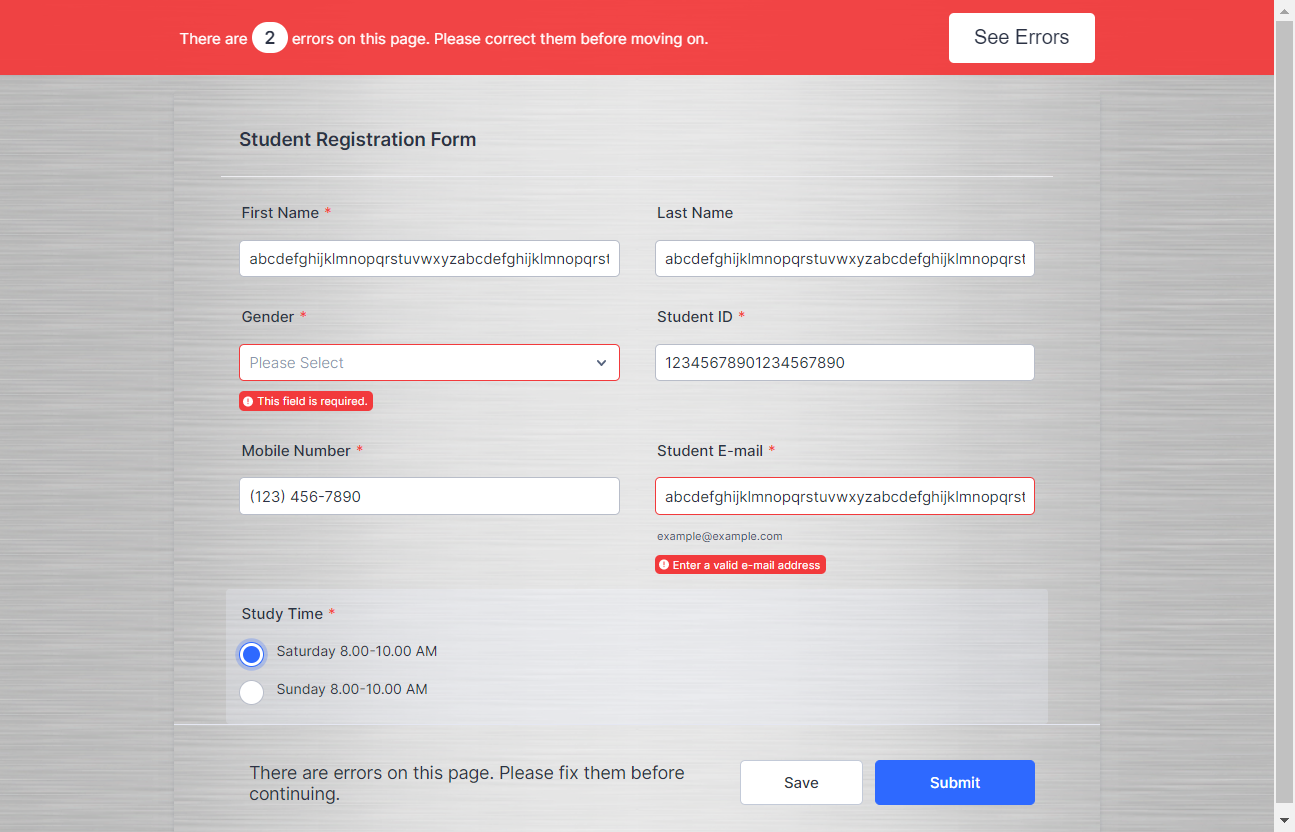 There are 2 errors on this page. Please correct them before moving on.
See Errors
Student Registration Form
First Name *
Last Name
abcdefghijklmnopqrstuvwxyzabcdefghijklmnopqrst
abcdefghijklmnopqrstuvwxyzabcdefghijklmnopqrst
Gender *
Student ID *
Please Select
12345678901234567890
This field is required.
Mobile Number *
Student E-mail *
(123) 456-7890
abcdefghijklmnopqrstuvwxyzabcdefghijklmnopqrst
example@example.com
Enter a valid e-mail address
Study Time *
Saturday 8.00-10.00 AM
Sunday 8.00-10.00 AM
There are errors on this page. Please fix them before
continuing.
Save
Submit